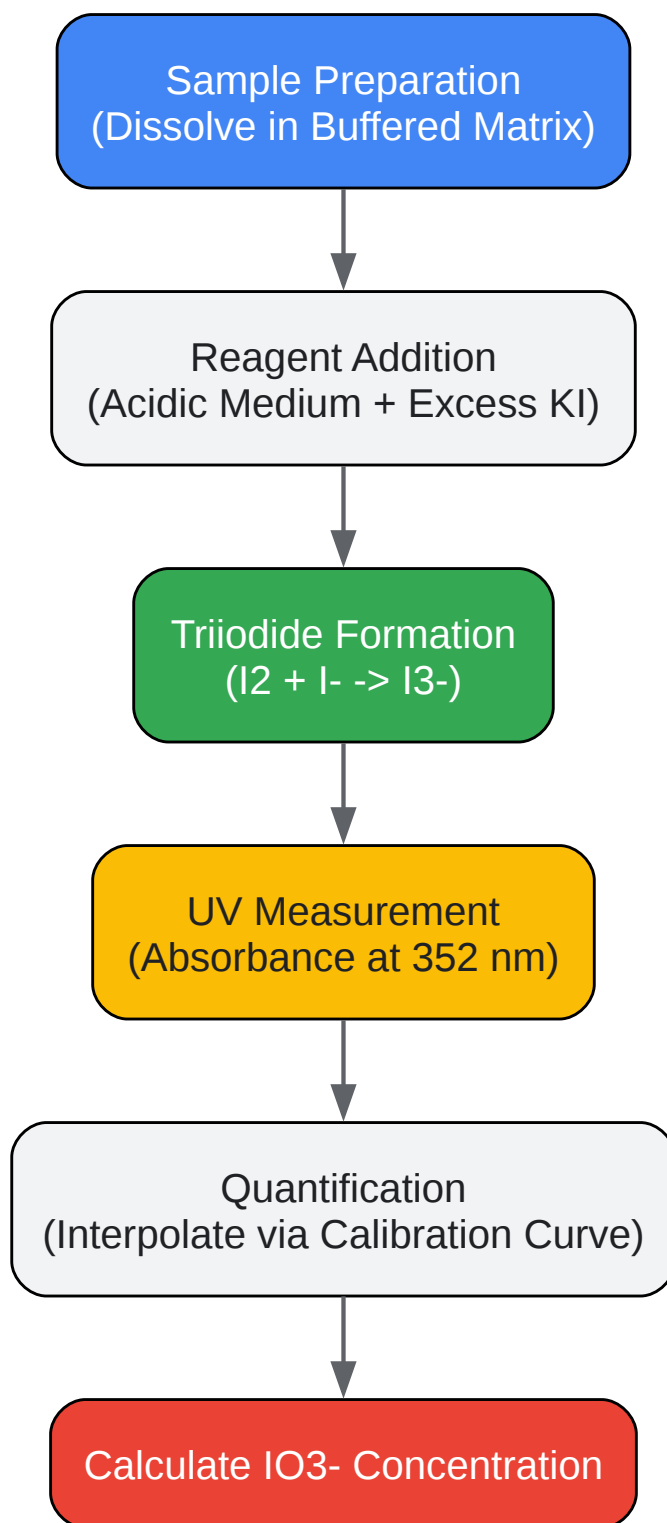 Sample Preparation
(Dissolve in Buffered Matrix)
Reagent Addition
(Acidic Medium + Excess KI)
Triiodide Formation
(I2 + I- -> I3-)
UV Measurement
(Absorbance at 352 nm)
Quantification
(Interpolate via Calibration Curve)
Calculate IO3- Concentration